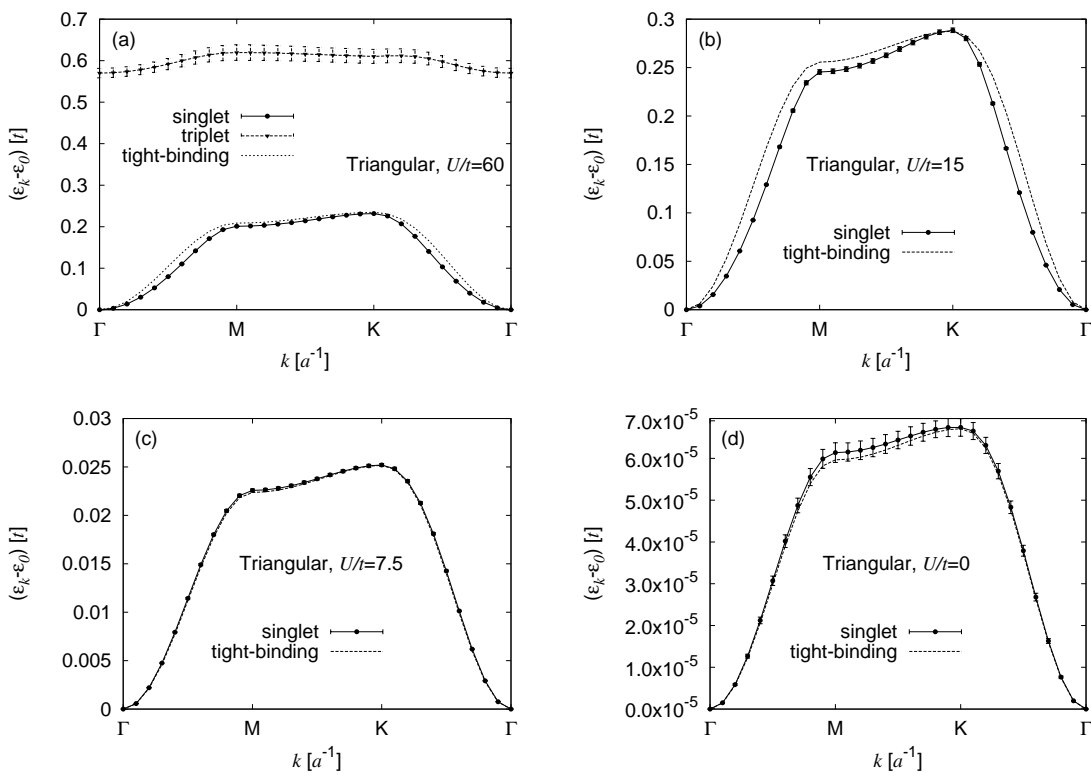 (a)
0.7
0.6
0.5
0.4
0.3
0.2
0.1
0
(ε_k-ε_0) [t]
singlet
triplet
tight-binding
Triangular, U/t=60
Γ M K Γ
k [a⁻¹]
(b)
0.3
0.25
0.2
0.15
0.1
0.05
0
(ε_k-ε_0) [t]
Triangular, U/t=15
singlet
tight-binding
Γ M K Γ
k [a⁻¹]
(c)
0.03
0.025
0.02
0.015
0.01
0.005
0
(ε_k-ε_0) [t]
Triangular, U/t=7.5
singlet
tight-binding
Γ M K Γ
k [a⁻¹]
(d)
7.0x10⁻⁵
6.0x10⁻⁵
5.0x10⁻⁵
4.0x10⁻⁵
3.0x10⁻⁵
2.0x10⁻⁵
1.0x10⁻⁵
0.0x10⁻⁵
(ε_k-ε_0) [t]
Triangular, U/t=0
singlet
tight-binding
Γ M K Γ
k [a⁻¹]